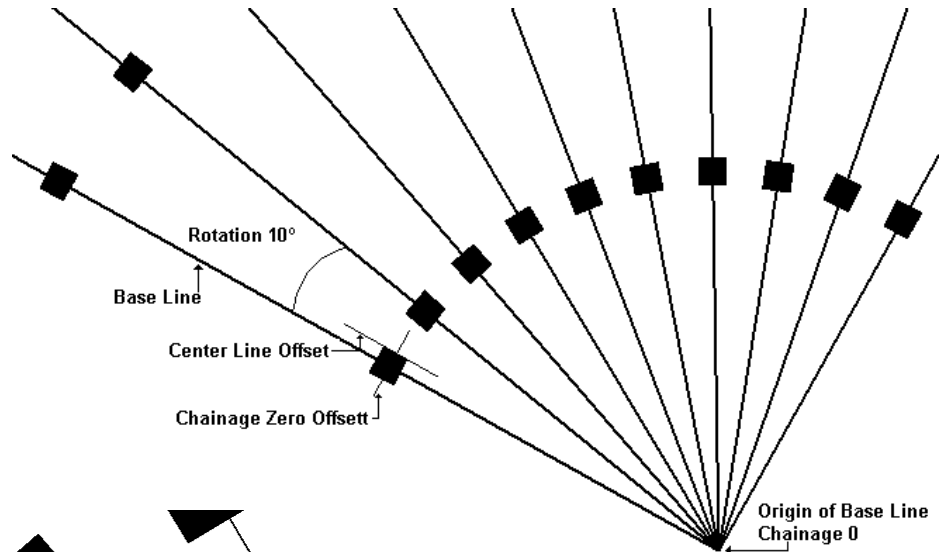 Rotation 10°
Base Line
Center Line Offset
Chainage Zero Offsett
Origin of Base Line
Chainage 0